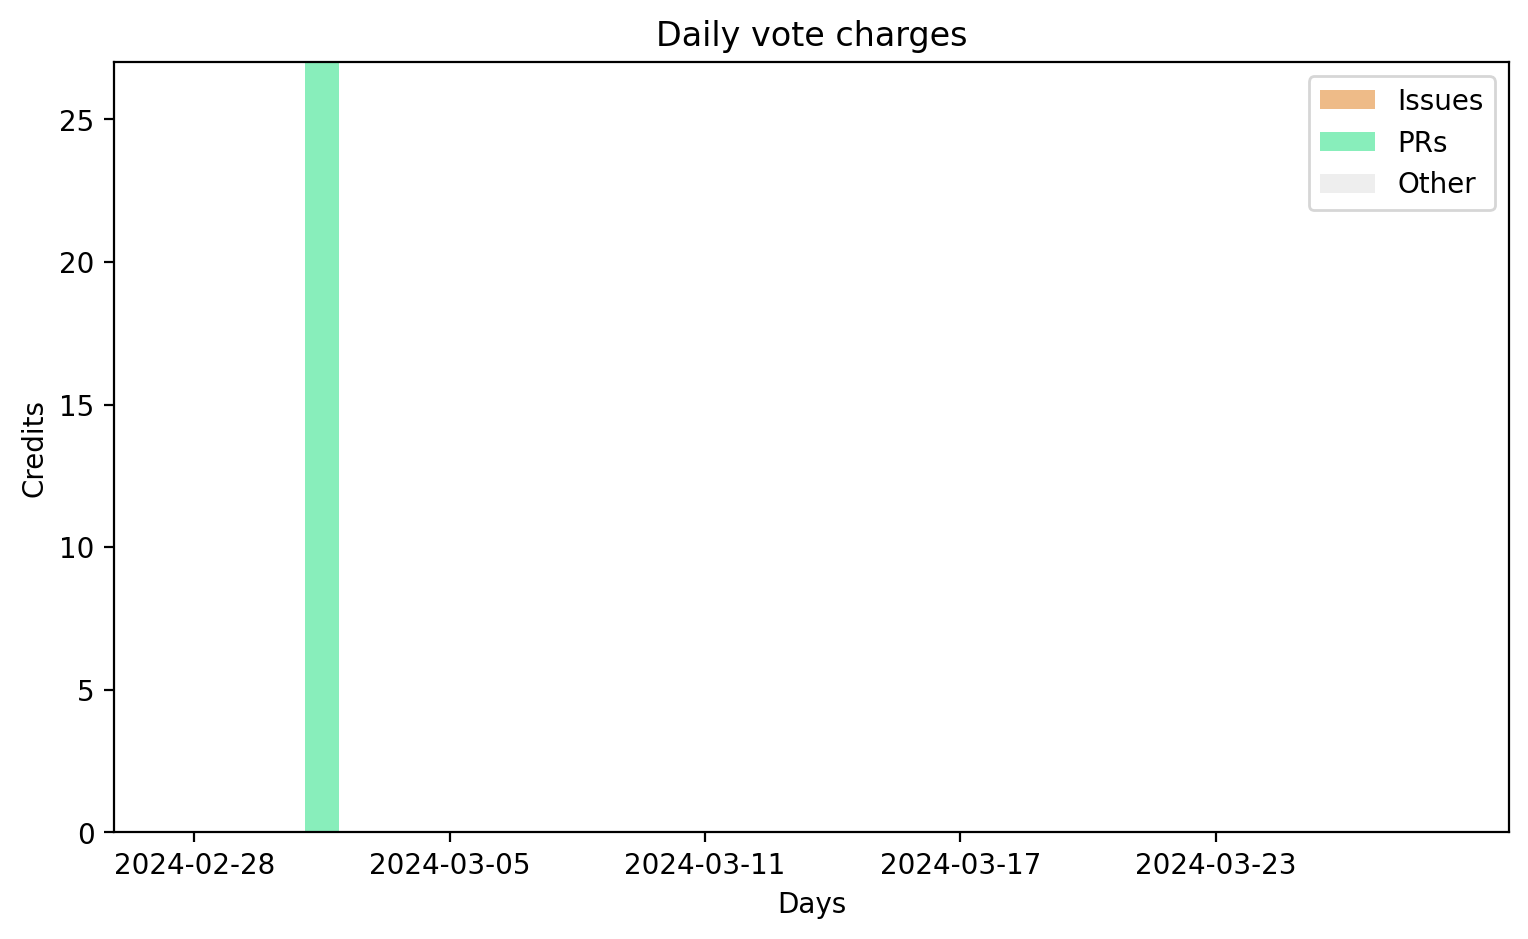 Daily vote charges
Issues
PRs
Other
25
20
15
10
5
0
Credits
2024-02-28
2024-03-05
2024-03-11
2024-03-17
2024-03-23
Days